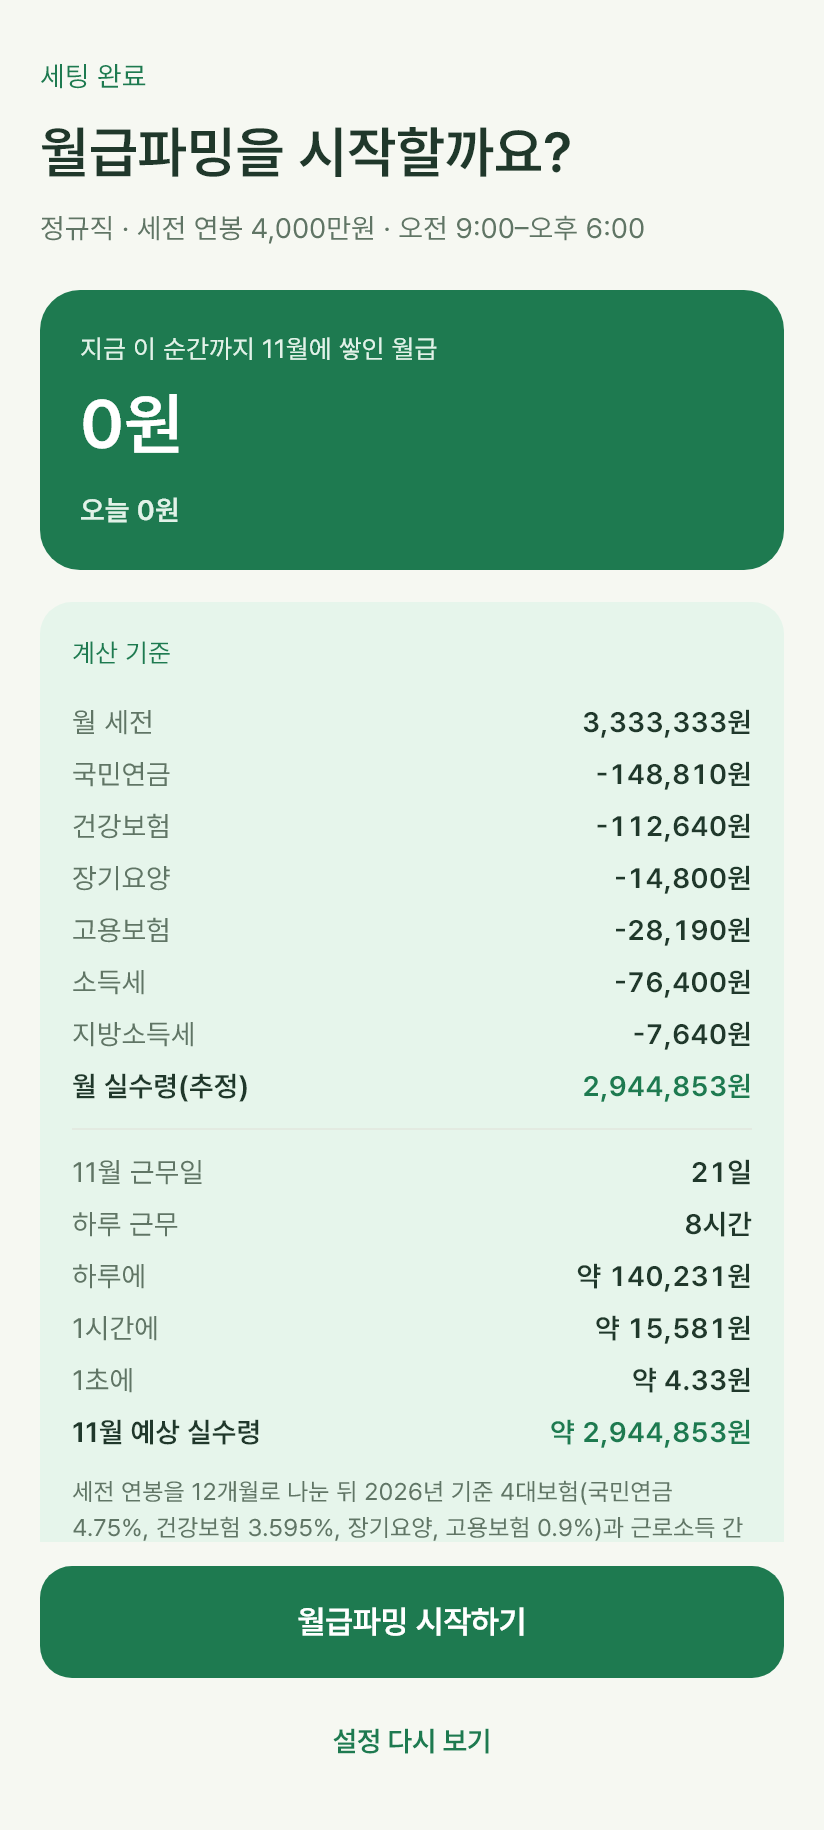 세팅 완료
월급파밍을 시작할까요?
정규직 · 세전 연봉 4,000만원 · 오전 9:00–오후 6:00
지금 이 순간까지 11월에 쌓인 월급
0원
오늘 0원
계산 기준
월 세전 3,333,333원
국민연금 -148,810원
건강보험 -112,640원
장기요양 -14,800원
고용보험 -28,190원
소득세 -76,400원
지방소득세 -7,640원
월 실수령(추정) 2,944,853원
11월 근무일 21일
하루 근무 8시간
하루에 약 140,231원
1시간에 약 15,581원
1초에 약 4.33원
11월 예상 실수령 약 2,944,853원
세전 연봉을 12개월로 나눈 뒤 2026년 기준 4대보험(국민연금
4.75%, 건강보험 3.595%, 장기요양, 고용보험 0.9%)과 근로소득 간
월급파밍 시작하기
설정 다시 보기